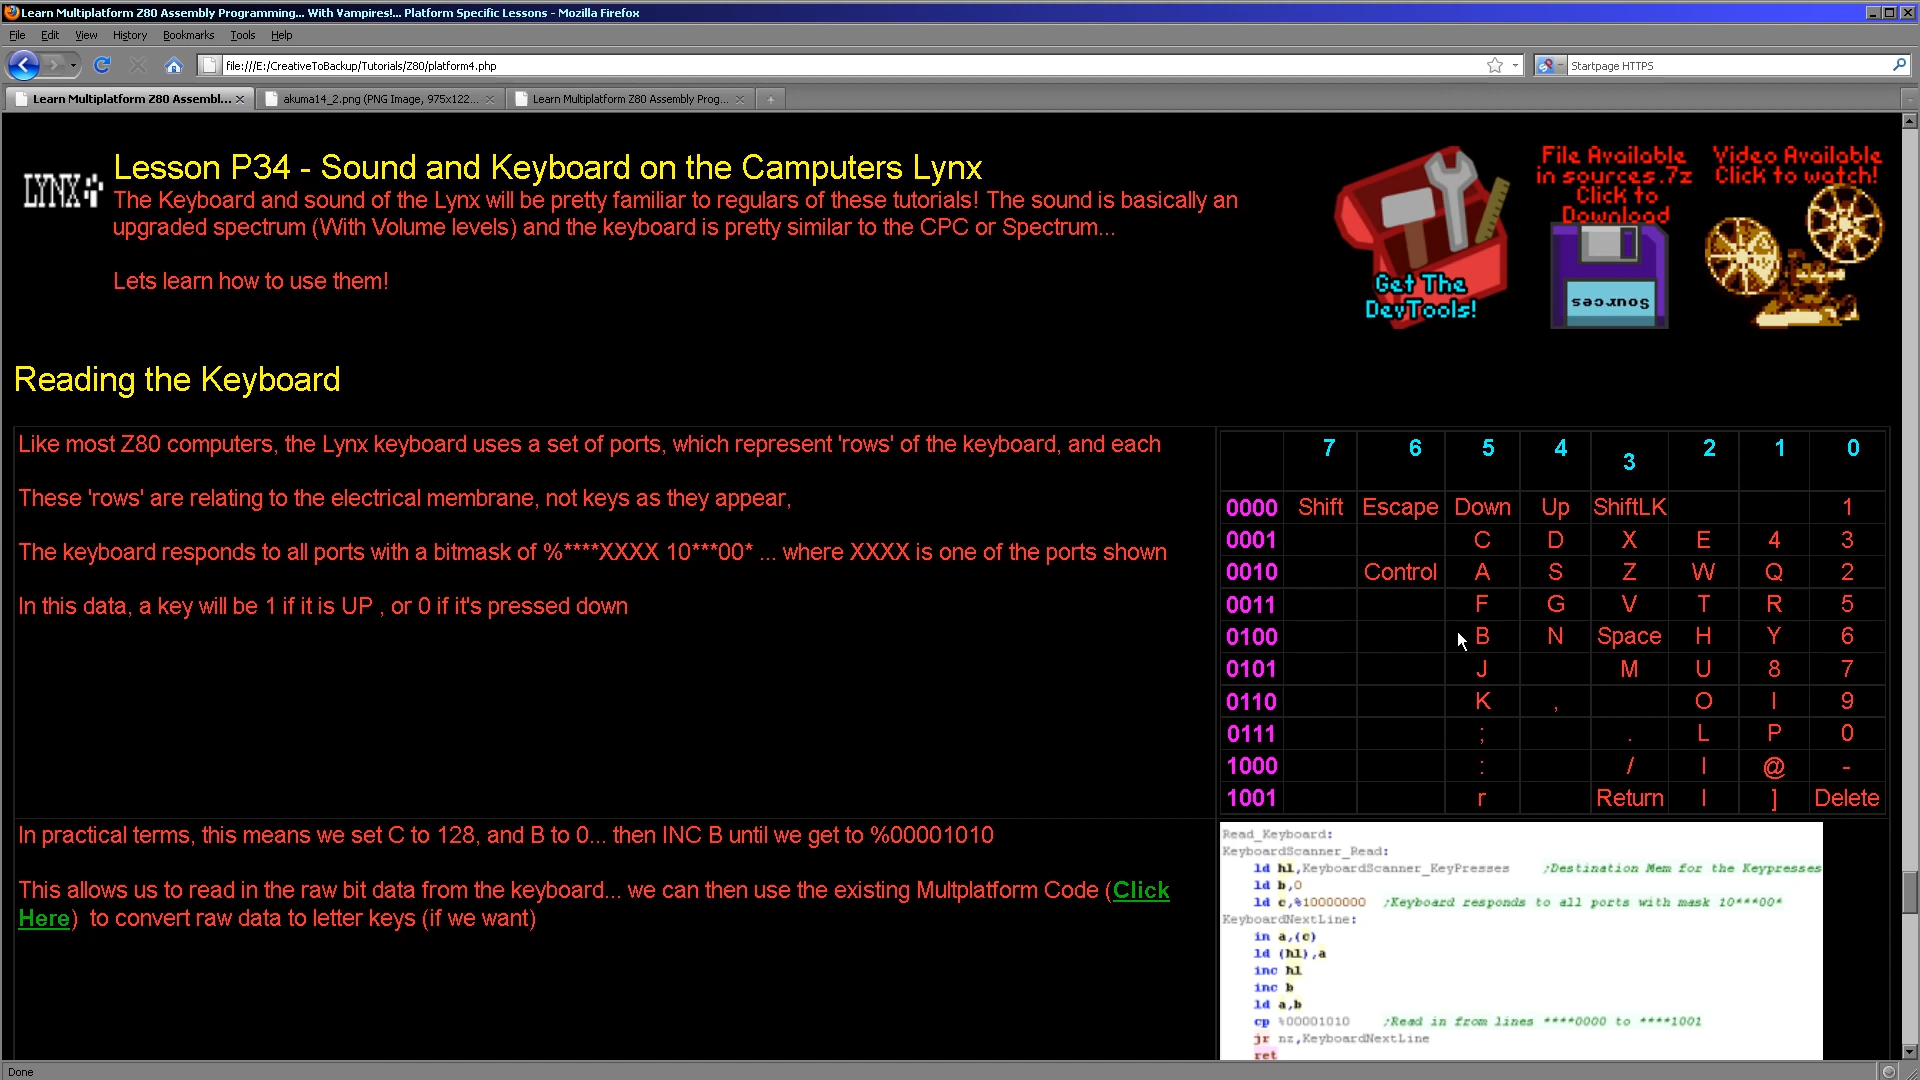 Learn Multiplatform Z80 Assembly Programming... With Vampires!... Platform Specific Lessons - Mozilla Firefox
File Edit View History Bookmarks Tools Help
file:///E:/CreativeToBackup/Tutorials/Z80/platform4.php
Startpage HTTPS
Learn Multiplatform Z80 Assembl...
akuma14_2.png (PNG Image, 975x122...
Learn Multiplatform Z80 Assembly Prog...
LYNX
Lesson P34 - Sound and Keyboard on the Camputers Lynx
The Keyboard and sound of the Lynx will be pretty familiar to regulars of these tutorials! The sound is basically an
upgraded spectrum (With Volume levels) and the keyboard is pretty similar to the CPC or Spectrum...
Lets learn how to use them!
Get The
DevTools!
File Available
in sources.7z
Click to
Download
Sources
Video Available
Click to watch!
Reading the Keyboard
Like most Z80 computers, the Lynx keyboard uses a set of ports, which represent 'rows' of the keyboard, and each
These 'rows' are relating to the electrical membrane, not keys as they appear,
The keyboard responds to all ports with a bitmask of %****XXXX 10***00* ... where XXXX is one of the ports shown
In this data, a key will be 1 if it is UP , or 0 if it's pressed down
7 6 5 4 3 2 1 0
0000 Shift Escape Down Up ShiftLK 1
0001 C D X E 4 3
0010 Control A S Z W Q 2
0011 F G V T R 5
0100 B N Space H Y 6
0101 J M U 8 7
0110 K , O I 9
0111 ; . L P 0
1000 : / I @ -
1001 r Return I ] Delete
In practical terms, this means we set C to 128, and B to 0... then INC B until we get to %00001010
This allows us to read in the raw bit data from the keyboard... we can then use the existing Multplatform Code (Click
Here) to convert raw data to letter keys (if we want)
Read_Keyboard:
KeyboardScanner_Read:
ld hl,KeyboardScanner_KeyPresses ;Destination Mem for the Keypresses
ld b,0
ld c,%10000000 ;Keyboard responds to all ports with mask 10***00*
KeyboardNextLine:
in a,(c)
ld (hl),a
inc hl
inc b
ld a,b
cp %00001010 ;Read in from lines ****0000 to ****1001
jr nz,KeyboardNextLine
ret
Done